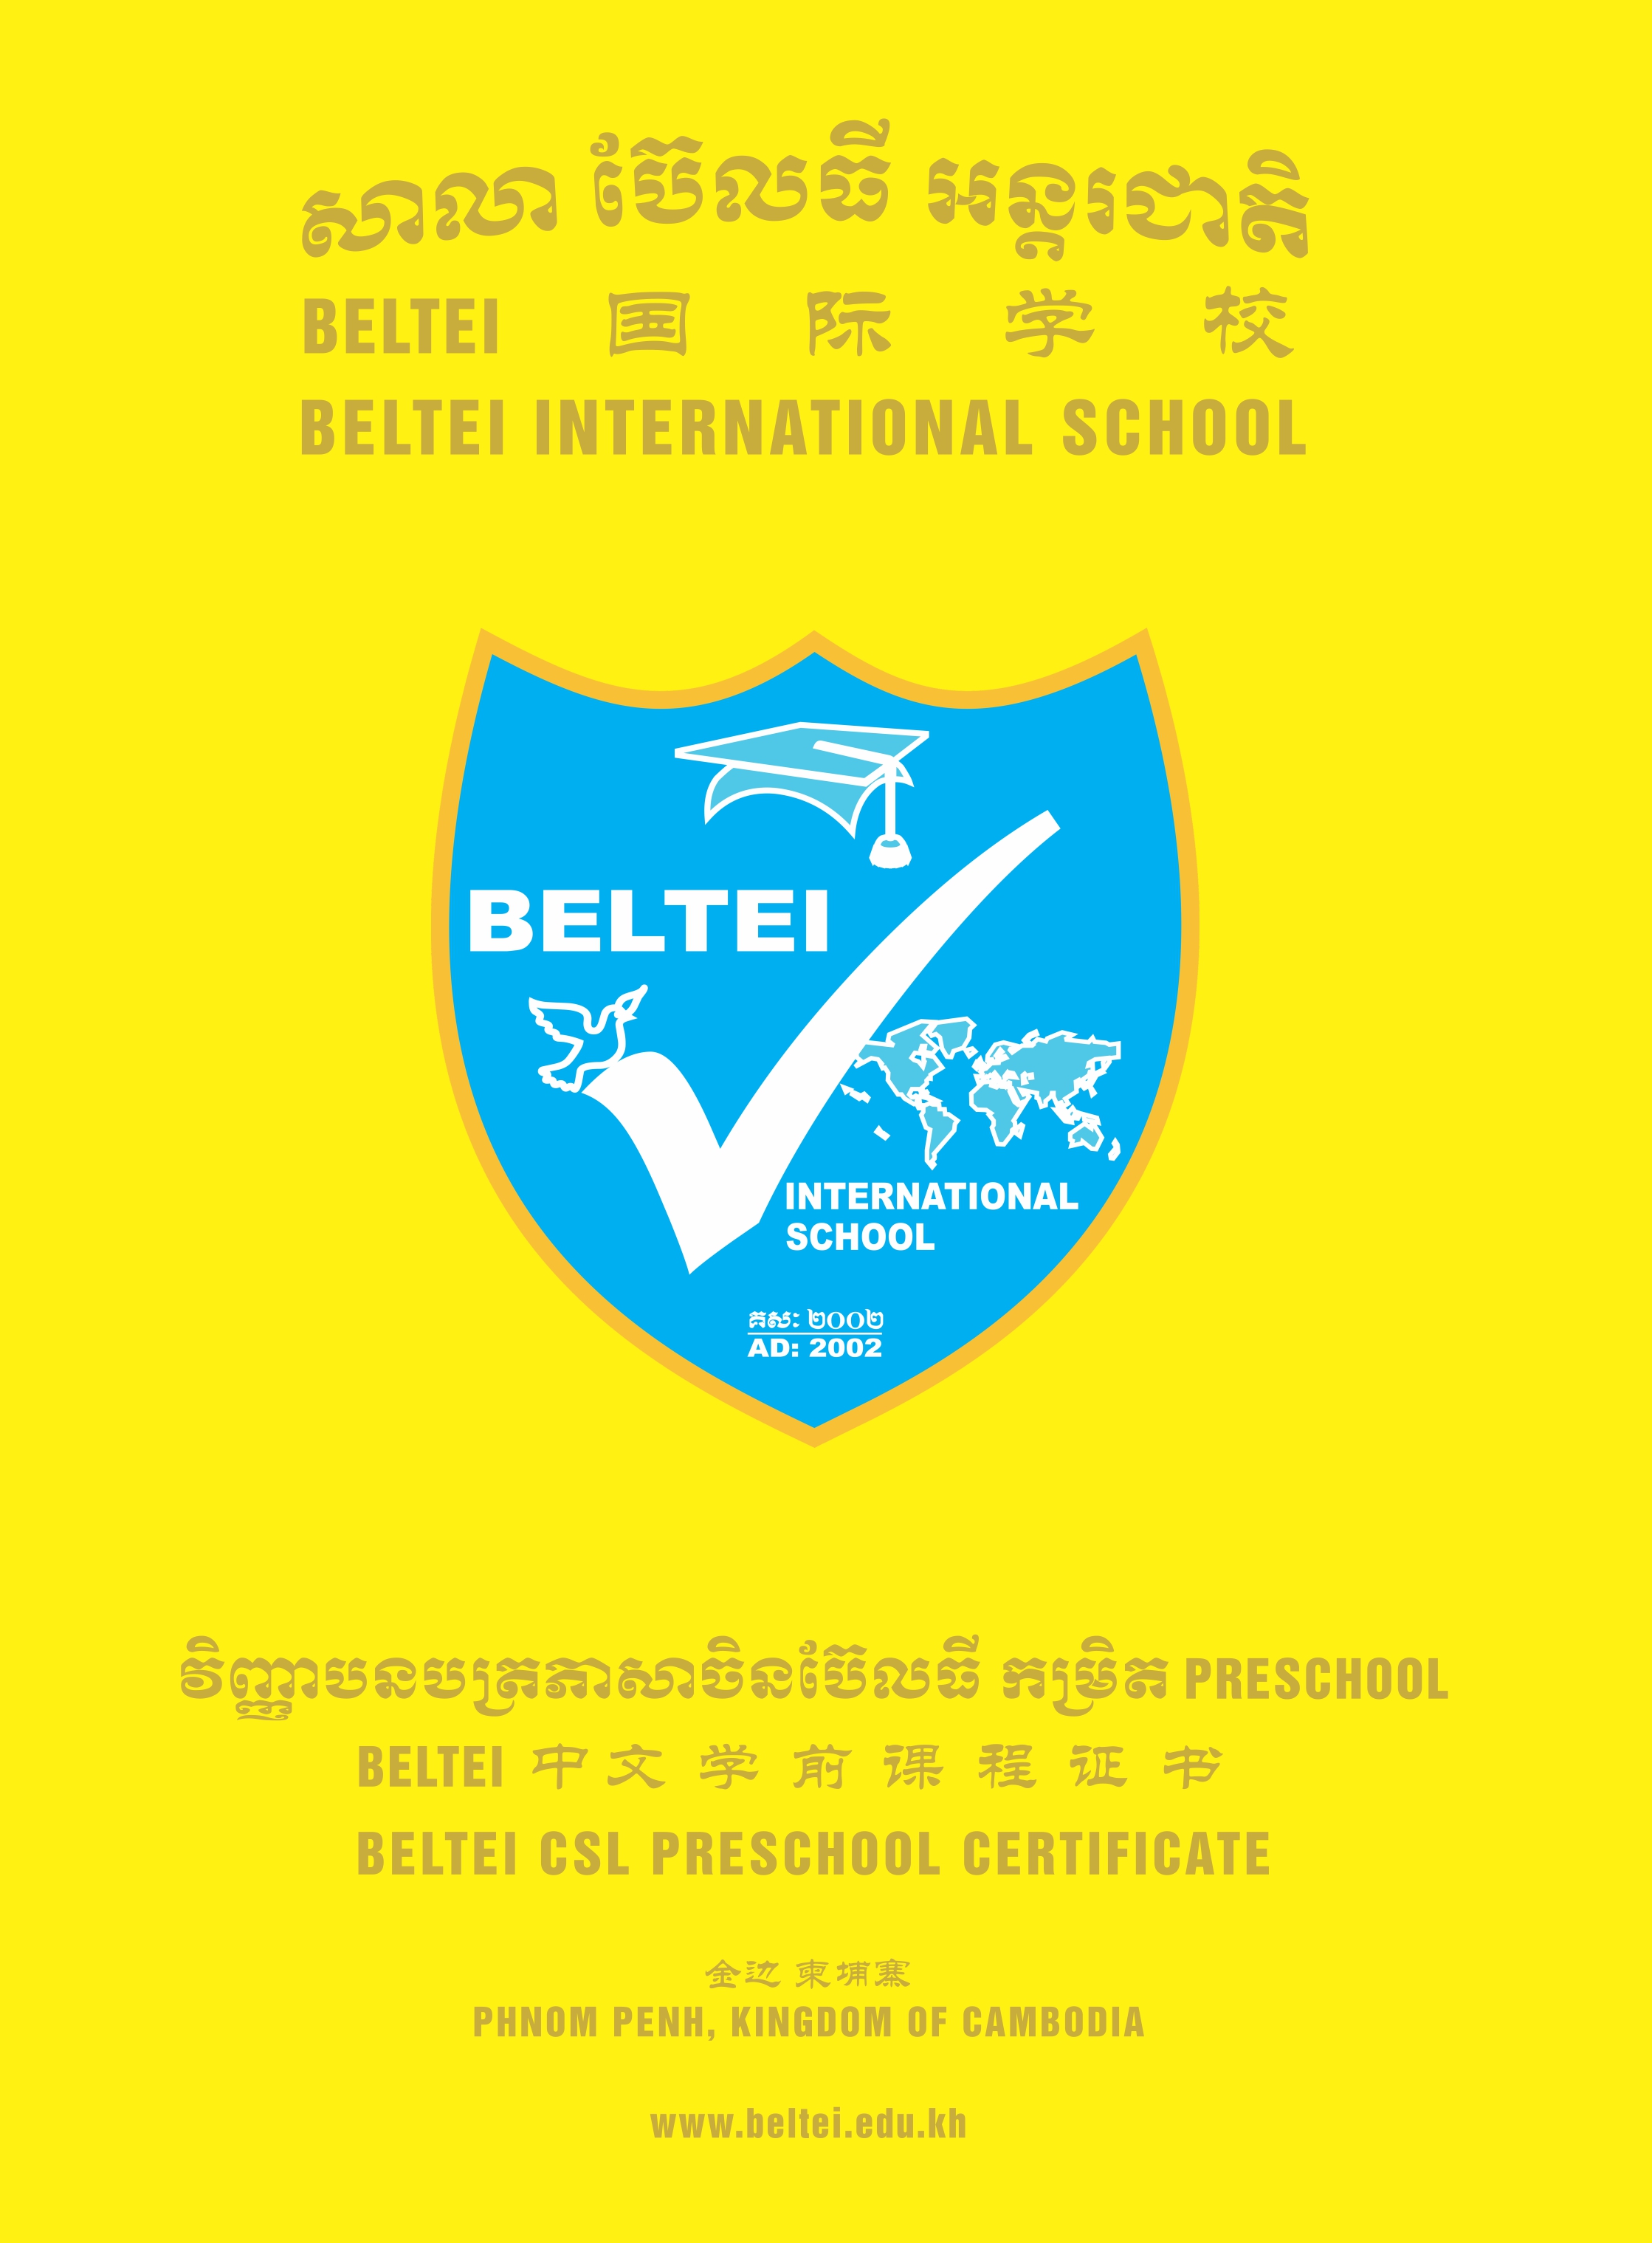 សាលា ប៊ែលធី អន្តរជាតិ
BELTEI 国际学校
BELTEI INTERNATIONAL SCHOOL
BELTEI
INTERNATIONAL
SCHOOL
គសៈ ២០០២
AD: 2002
វិញ្ញាបនបត្រភាសាចិនប៊ែលធី កម្រិត PRESCHOOL
BELTEI 中文学前课程证书
BELTEI CSL PRESCHOOL CERTIFICATE
金边 柬埔寨
PHNOM PENH, KINGDOM OF CAMBODIA
www.beltei.edu.kh